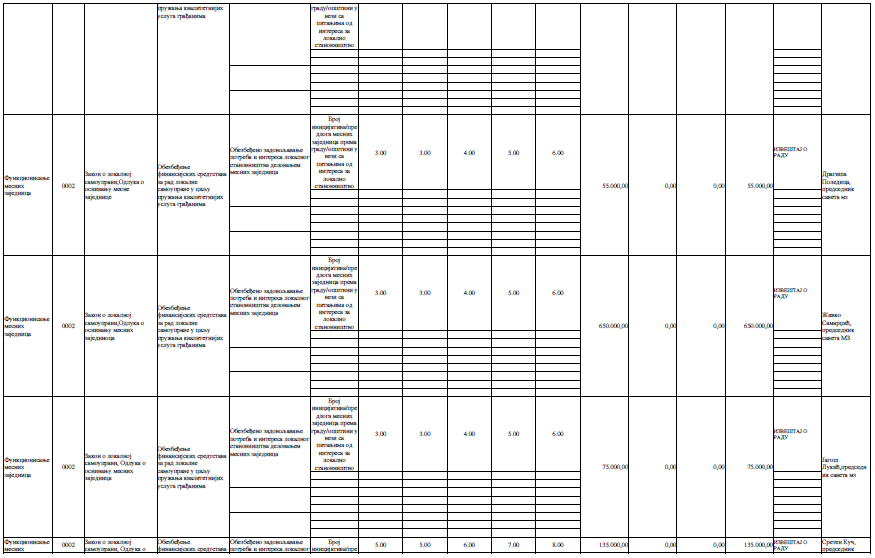 пружања квалитетнијих
услуга грађанима
граду/општини у
вези са
питањима од
интереса за
локално
становништво
Функционисање
месних
заједница
0002
Закон о локалној
самоуправи,Одлука о
оснивању месне
заједнице
Обезбеђење
финансијских средстава
за рад локалне
самоуправе у циљу
пружања квалитетнијих
услуга грађанима
Обезбеђено задовољавање
потреба и интереса локалног
становништва деловањем
месних заједница
Број
иницијатива/пре
длога месних
заједница према
граду/општини у
вези са
питањима од
интереса за
локално
становништво
3.00
3.00
4.00
5.00
6.00
55.000,00
0,00
0,00
55.000,00
ИЗВЕШТАЈ О
РАДУ
Драгиша
Поледица,
председник
савета мз
Функционисање
месних
заједница
0002
Закон о локалној
самоуправи,Одлука о
оснивању месних
заједниоца
Обезбеђење
финансијских средстава
за рад локалне
самоуправе у циљу
пружања квалитетнијих
услуга грађанима
Обезбеђено задовољавање
потреба и интереса локалног
становништва деловањем
месних заједница
Број
иницијатива/пре
длога месних
заједница према
граду/општини у
вези са
питањима од
интереса за
локално
становништво
3.00
3.00
4.00
5.00
6.00
650.000,00
0,00
0,00
650.000,00
ИЗВЕШТАЈ О
РАДУ
Живко
Самарџић,
председник
савета МЗ
Функционисање
месних
заједница
0002
Закон о локалној
самоуправи, Одлука о
оснивању месних
заједница
Обезбеђење
финансијских средстава
за рад локалне
самоуправе у циљу
пружања квалитетнијих
услуга грађанима
Обезбеђено задовољавање
потреба и интереса локалног
становништва деловањем
месних заједница
Број
иницијатива/пре
длога месних
заједница према
граду/општини у
вези са
питањима од
интереса за
локално
становништво
3.00
3.00
4.00
5.00
6.00
75.000,00
0,00
0,00
75.000,00
ИЗВЕШТАЈ О
РАДУ
Јагош
Лукић,председн
ик савета мз
Функционисање
месних
0002
Закон о локалној
самоуправи, Одлука о
Обезбеђење
финансијских средстава
Обезбеђено задовољавање
потреба и интереса локалног
Број
иницијатива/пре
5.00
5.00
6.00
7.00
8.00
135.000,00
0,00
0,00
135.000,00
ИЗВЕШТАЈ О
РАДУ
Сретен Куч,
председник